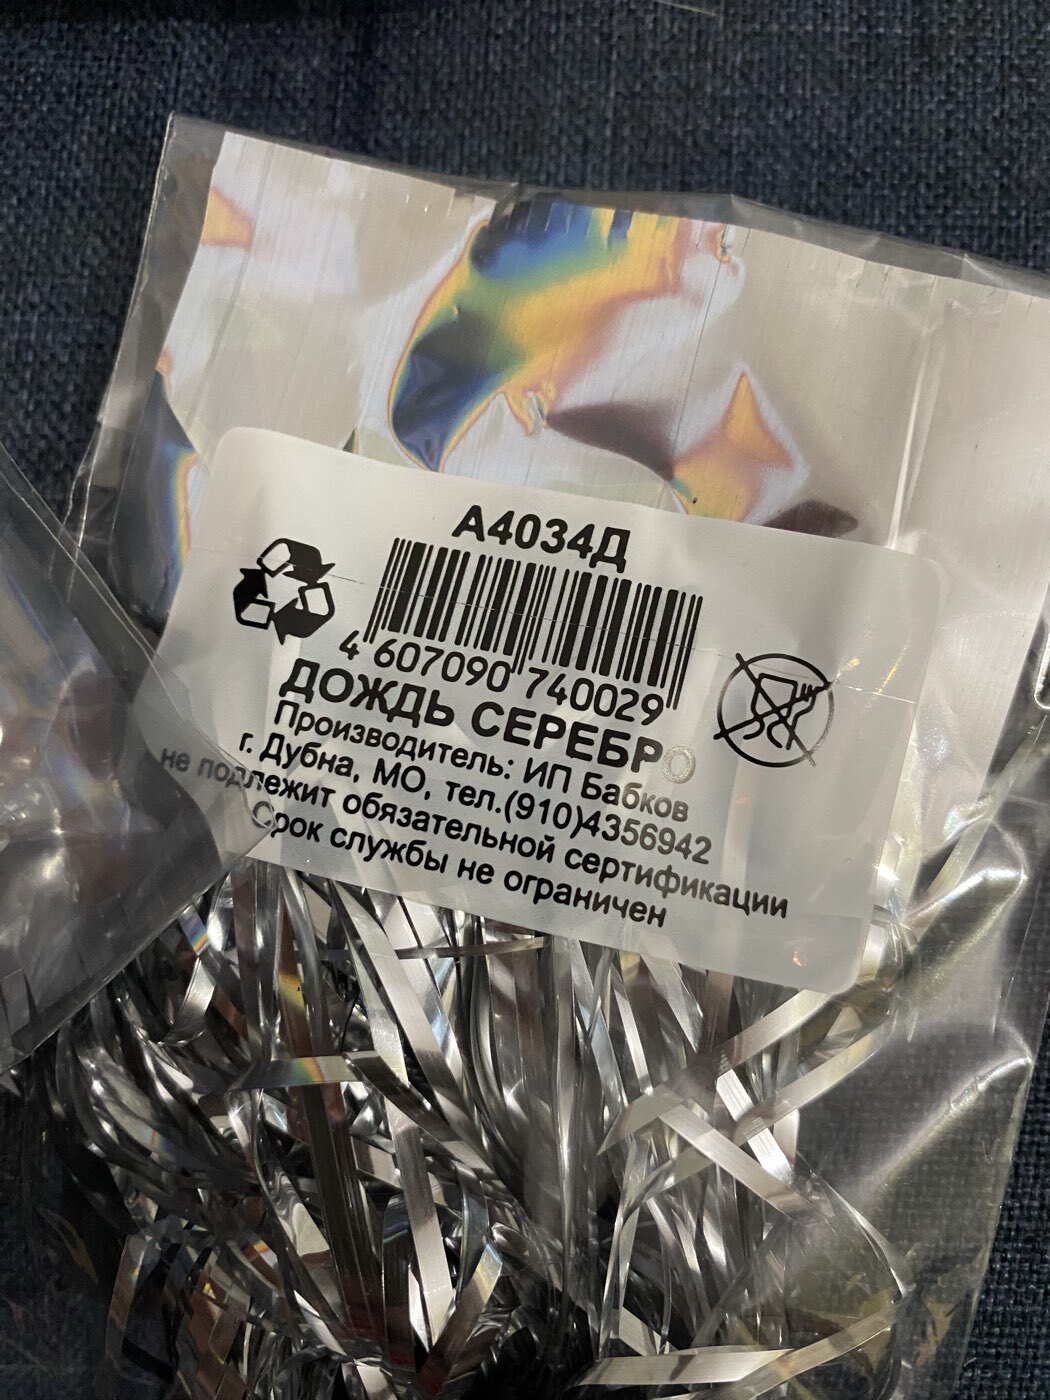 А4034Д
4 607090 740029
ДОЖДЬ СЕРЕБРО
Производитель: ИП Бабков
г. Дубна, МО, тел.(910)4356942
не подлежит обязательной сертификации
Срок службы не ограничен